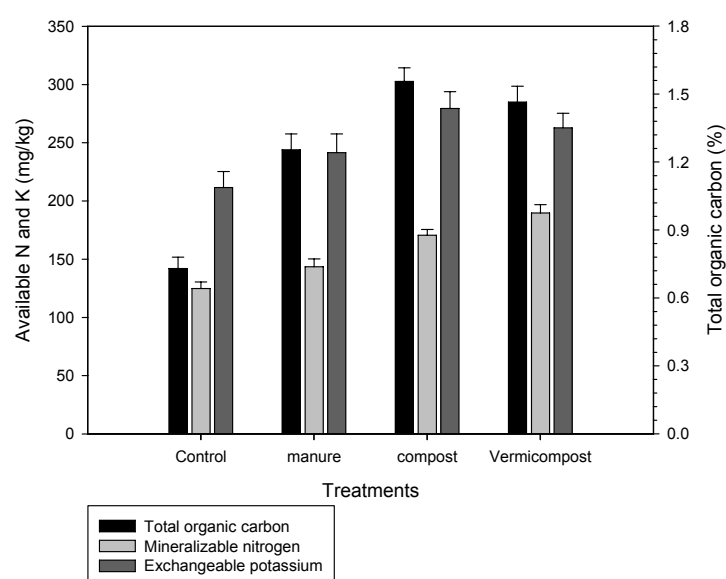 350
300
250
200
150
100
50
0
Available N and K (mg/kg)
1.8
1.5
1.2
0.9
0.6
0.3
0.0
Total organic carbon (%)
Control manure compost Vermicompost
Treatments
Total organic carbon
Mineralizable nitrogen
Exchangeable potassium